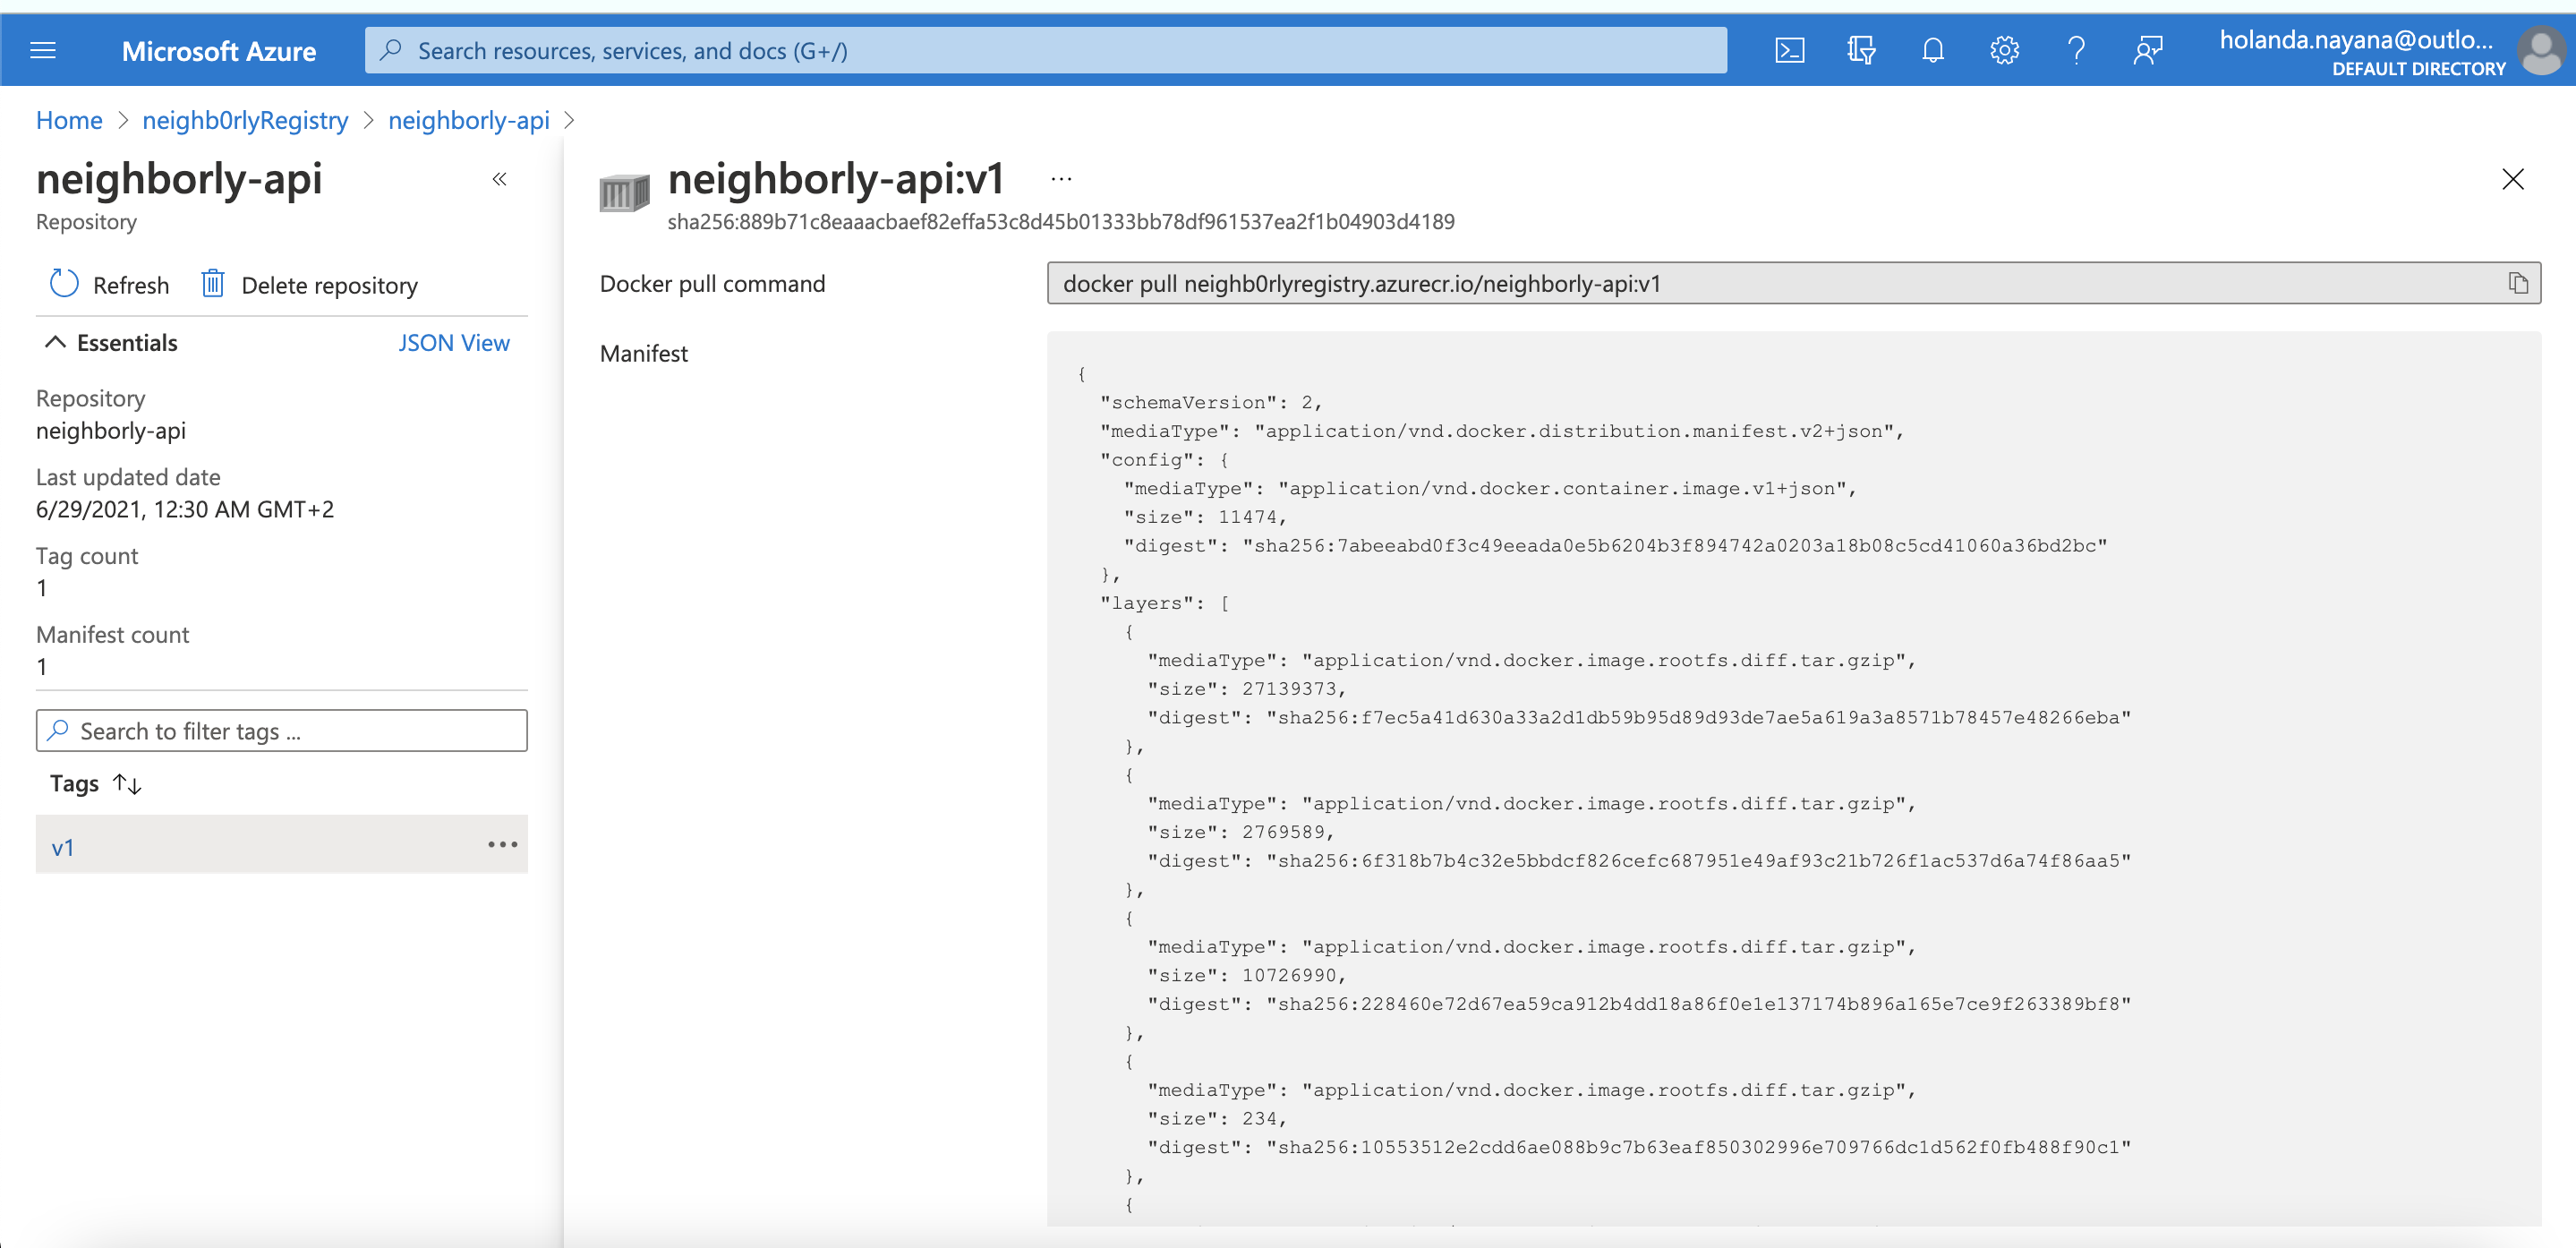 Microsoft Azure
Search resources, services, and docs (G+/)
holanda.nayana@outlo...
DEFAULT DIRECTORY
Home > neighb0rlyRegistry > neighborly-api >
neighborly-api
Repository
Refresh
Delete repository
Essentials
JSON View
Repository
neighborly-api
Last updated date
6/29/2021, 12:30 AM GMT+2
Tag count
1
Manifest count
1
Search to filter tags ...
Tags
v1
neighborly-api:v1
sha256:889b71c8eaaacbaef82effa53c8d45b01333bb78df961537ea2f1b04903d4189
Docker pull command
docker pull neighb0rlyregistry.azurecr.io/neighborly-api:v1
Manifest
{
"schemaVersion": 2,
"mediaType": "application/vnd.docker.distribution.manifest.v2+json",
"config": {
"mediaType": "application/vnd.docker.container.image.v1+json",
"size": 11474,
"digest": "sha256:7abeeabd0f3c49eeada0e5b6204b3f894742a0203a18b08c5cd41060a36bd2bc"
},
"layers": [
{
"mediaType": "application/vnd.docker.image.rootfs.diff.tar.gzip",
"size": 27139373,
"digest": "sha256:f7ec5a41d630a33a2d1db59b95d89d93de7ae5a619a3a8571b78457e48266eba"
},
{
"mediaType": "application/vnd.docker.image.rootfs.diff.tar.gzip",
"size": 2769589,
"digest": "sha256:6f318b7b4c32e5bbdcf826cefc687951e49af93c21b726f1ac537d6a74f86aa5"
},
{
"mediaType": "application/vnd.docker.image.rootfs.diff.tar.gzip",
"size": 10726990,
"digest": "sha256:228460e72d67ea59ca912b4dd18a86f0e1e137174b896a165e7ce9f263389bf8"
},
{
"mediaType": "application/vnd.docker.image.rootfs.diff.tar.gzip",
"size": 234,
"digest": "sha256:10553512e2cdd6ae088b9c7b63eaf850302996e709766dc1d562f0fb488f90c1"
},
{